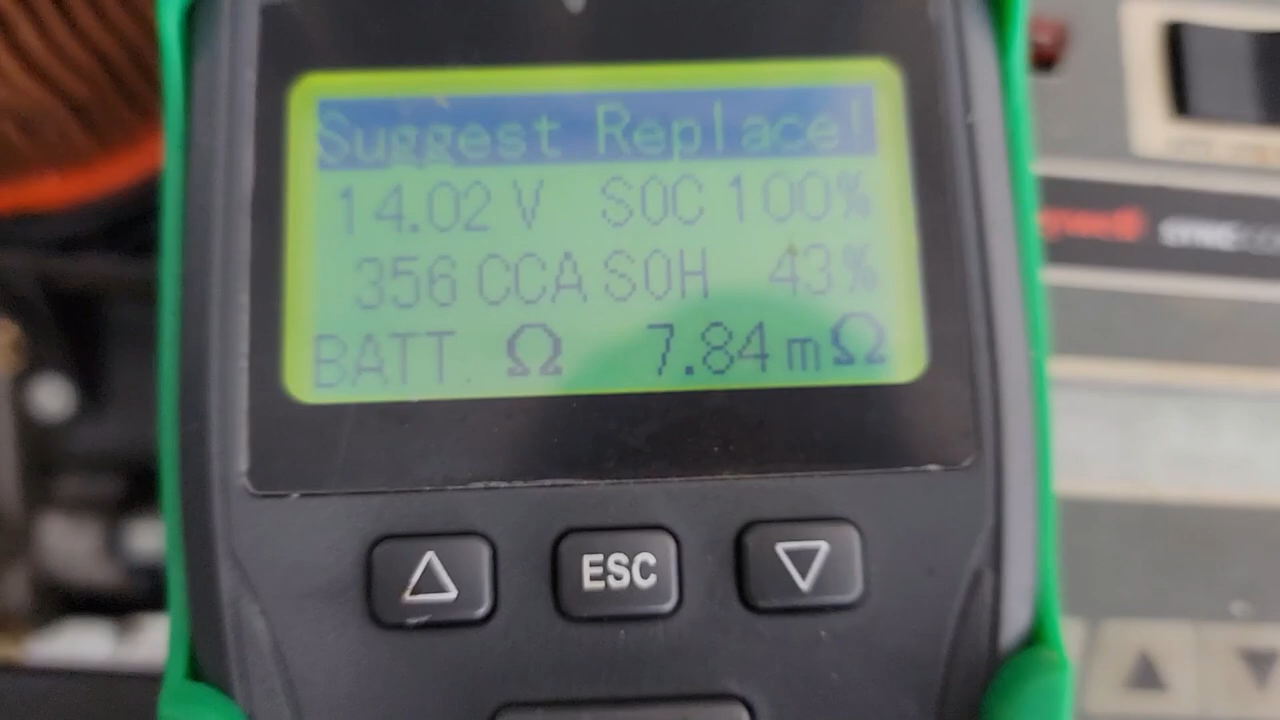 Suggest Replace!
14.02 V SOC 100%
356 CCA SOH 43%
BATT. Ω 7.84 mΩ
ESC